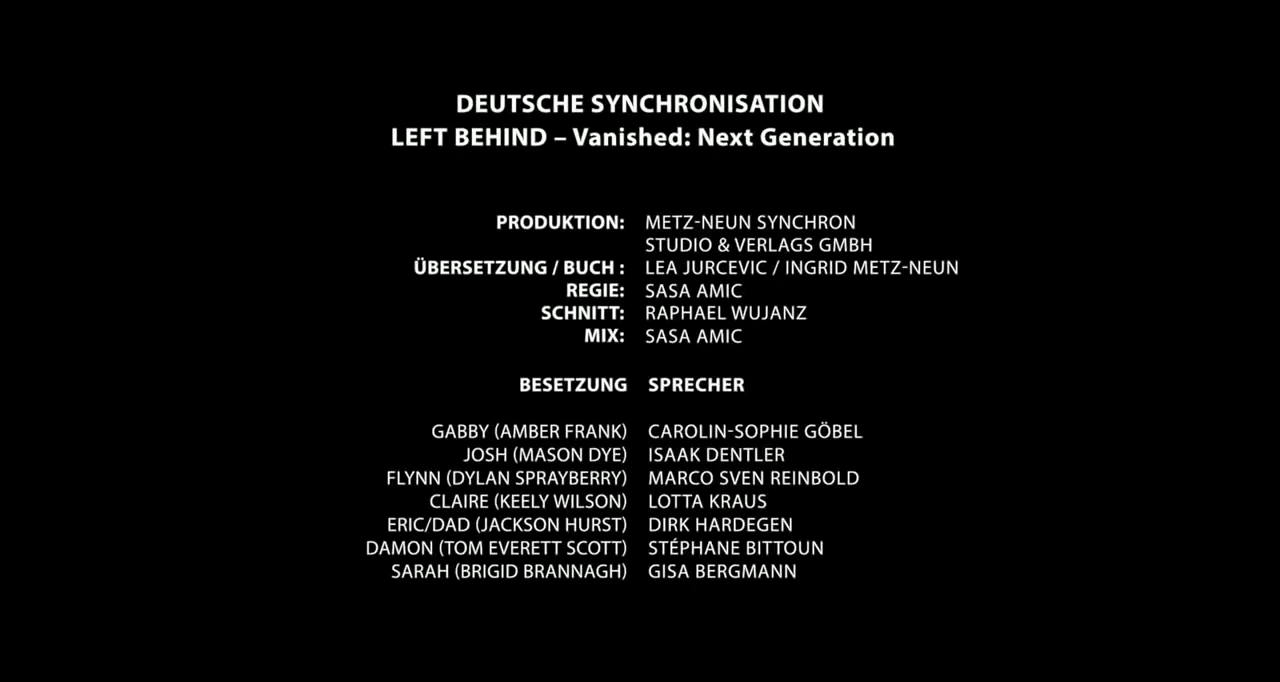 DEUTSCHE SYNCHRONISATION
LEFT BEHIND – Vanished: Next Generation
PRODUKTION: METZ-NEUN SYNCHRON
STUDIO & VERLAGS GMBH
ÜBERSETZUNG / BUCH : LEA JURCEVIC / INGRID METZ-NEUN
REGIE: SASA AMIC
SCHNITT: RAPHAEL WUJANZ
MIX: SASA AMIC
BESETZUNG SPRECHER
GABBY (AMBER FRANK) CAROLIN-SOPHIE GÖBEL
JOSH (MASON DYE) ISAAK DENTLER
FLYNN (DYLAN SPRAYBERRY) MARCO SVEN REINBOLD
CLAIRE (KEELY WILSON) LOTTA KRAUS
ERIC/DAD (JACKSON HURST) DIRK HARDEGEN
DAMON (TOM EVERETT SCOTT) STÉPHANE BITTOUN
SARAH (BRIGID BRANNAGH) GISA BERGMANN